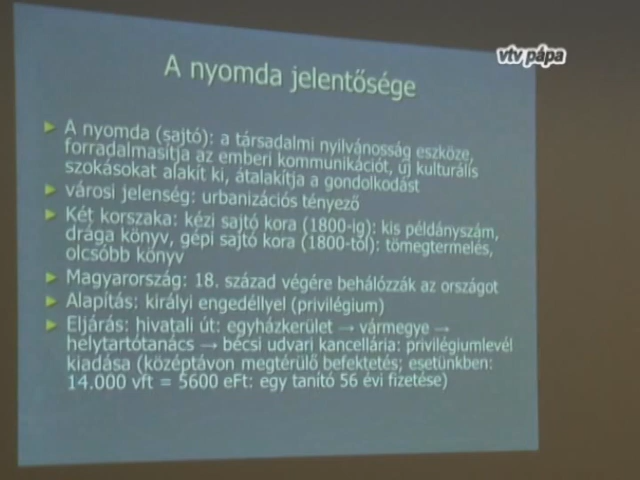 vtv pápa
A nyomda jelentősége
► A nyomda (sajtó): a társadalmi nyilvánosság eszköze,
forradalmasítja az emberi kommunikációt, új kulturális
szokásokat alakít ki, átalakítja a gondolkodást
► városi jelenség: urbanizációs tényező
► Két korszaka: kézi sajtó kora (1800-ig): kis példányszám,
drága könyv, gépi sajtó kora (1800-tól): tömegtermelés,
olcsóbb könyv
► Magyarország: 18. század végére behálózzák az országot
► Alapítás: királyi engedéllyel (privilégium)
► Eljárás: hivatali út: egyházkerület → vármegye →
helytartótanács → bécsi udvari kancellária: privilégiumlevél
kiadása (középtávon megtérülő befektetés; esetünkben:
14.000 vft = 5600 eFt: egy tanító 56 évi fizetése)